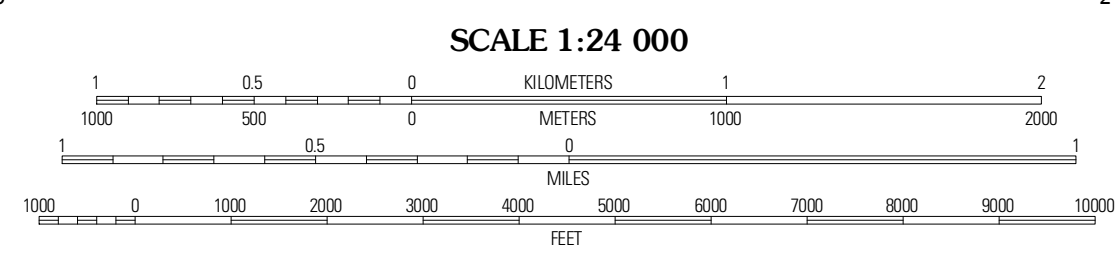 SCALE 1:24 000
1 0.5 0 KILOMETERS 1 2
1000 500 0 METERS 1000 2000
1 0.5 0 1
MILES
1000 0 1000 2000 3000 4000 5000 6000 7000 8000 9000 10000
FEET